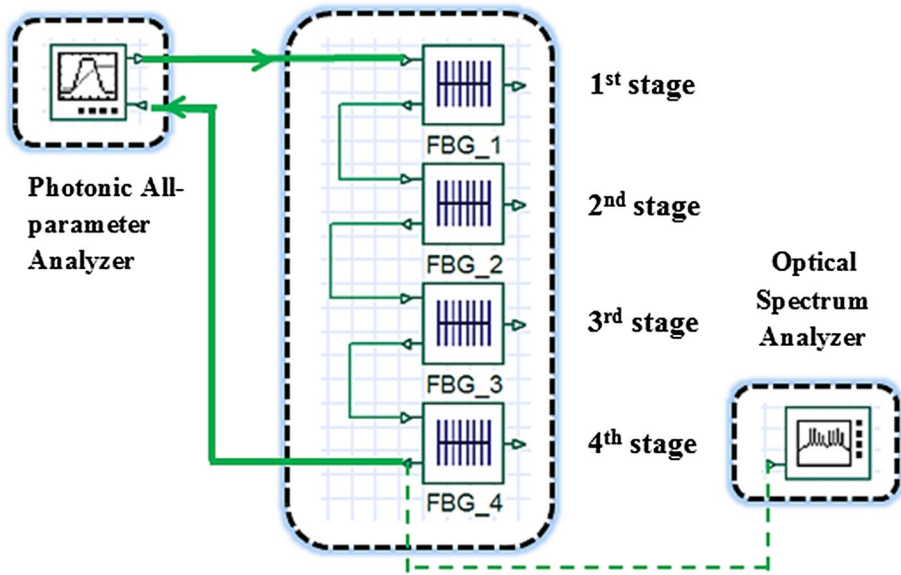 FBG_1
1st stage
Photonic All-
parameter
Analyzer
FBG_2
2nd stage
FBG_3
3rd stage
Optical
Spectrum
Analyzer
FBG_4
4th stage